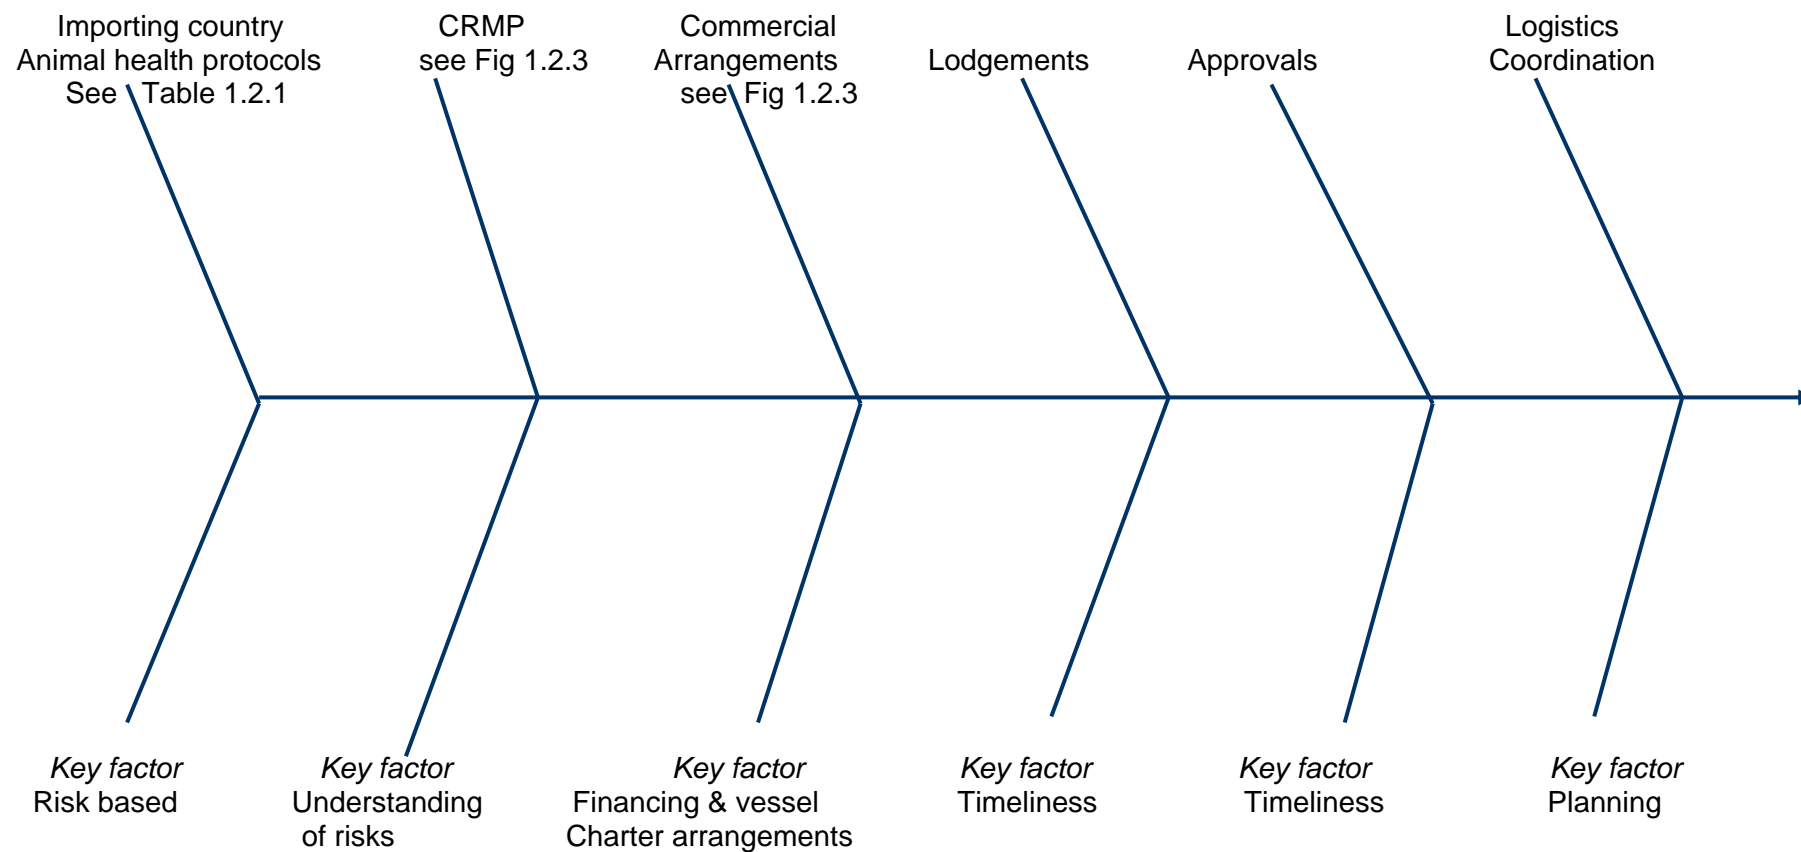 Importing country
Animal health protocols
See Table 1.2.1
CRMP
see Fig 1.2.3
Commercial
Arrangements
see Fig 1.2.3
Lodgements
Approvals
Logistics
Coordination
Key factor
Risk based
Key factor
Understanding
of risks
Key factor
Financing & vessel
Charter arrangements
Key factor
Timeliness
Key factor
Timeliness
Key factor
Planning